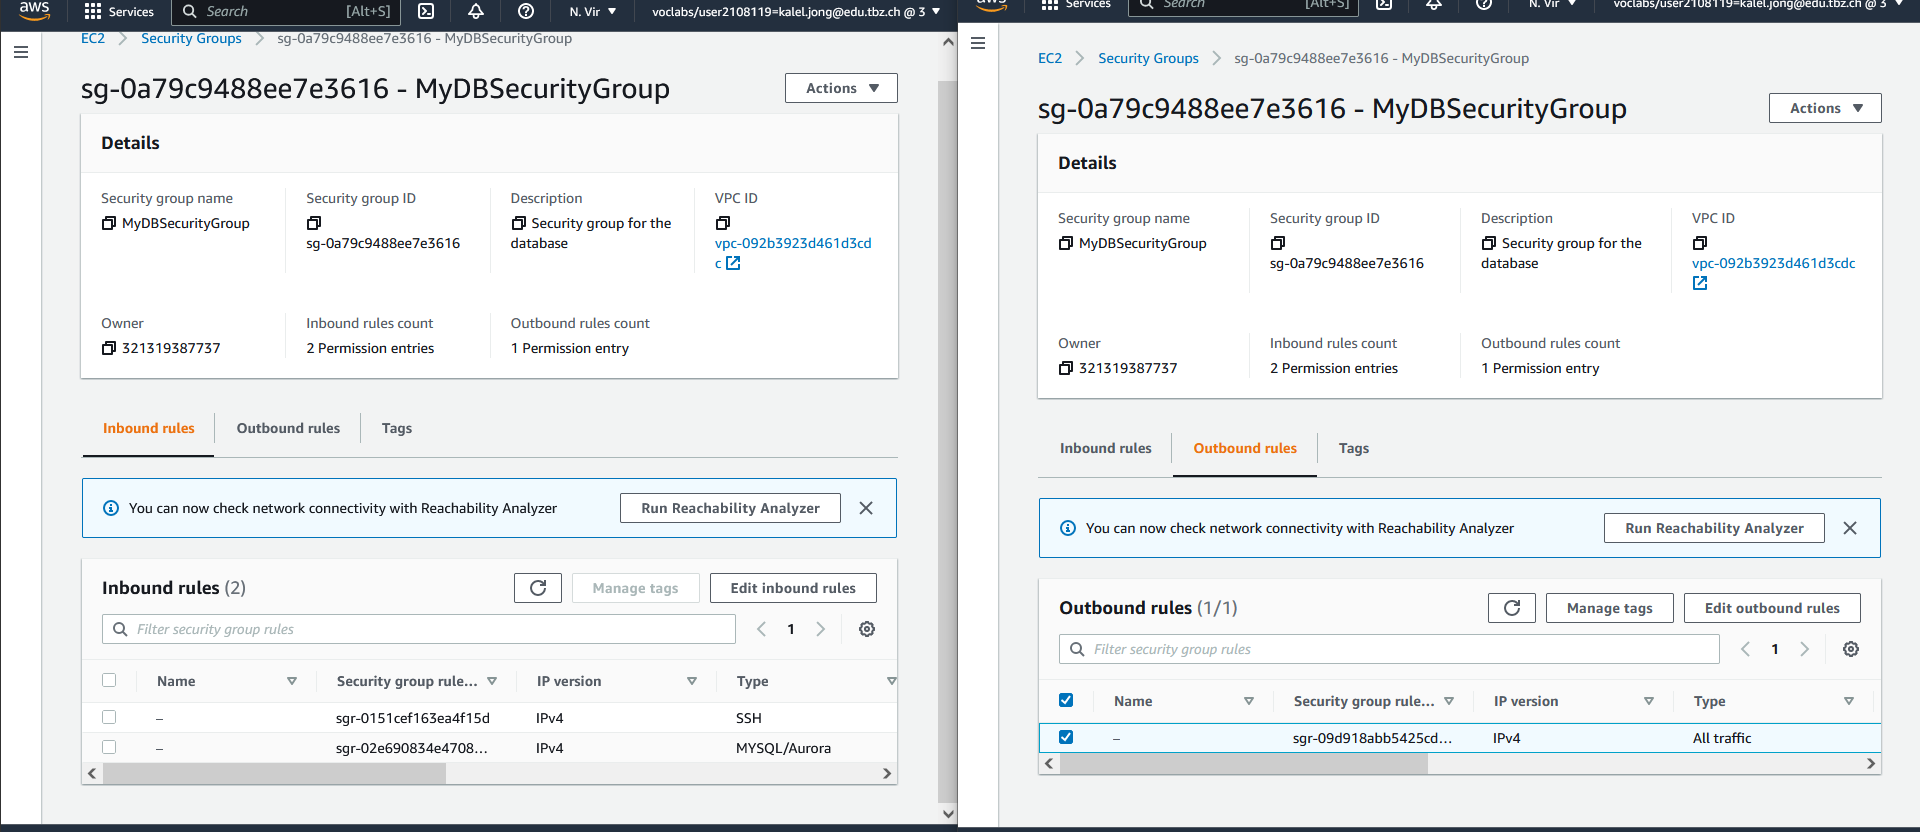 aws Services Search [Alt+S] N. Vir voclabs/user2108119=kalel.jong@edu.tbz.ch @ 3
EC2 Security Groups sg-0a79c9488ee7e3616 - MyDBSecurityGroup
sg-0a79c9488ee7e3616 - MyDBSecurityGroup
Actions
Details
Security group name
MyDBSecurityGroup
Security group ID
sg-0a79c9488ee7e3616
Description
Security group for the
database
VPC ID
vpc-092b3923d461d3cd
c
Owner
321319387737
Inbound rules count
2 Permission entries
Outbound rules count
1 Permission entry
Inbound rules Outbound rules Tags
You can now check network connectivity with Reachability Analyzer Run Reachability Analyzer
Inbound rules (2) Manage tags Edit inbound rules
Filter security group rules 1
Name Security group rule... IP version Type
– sgr-0151cef163ea4f15d IPv4 SSH
– sgr-02e690834e4708... IPv4 MYSQL/Aurora
aws Services Search [Alt+S] N. Vir voclabs/user2108119=kalel.jong@edu.tbz.ch @ 3
EC2 Security Groups sg-0a79c9488ee7e3616 - MyDBSecurityGroup
sg-0a79c9488ee7e3616 - MyDBSecurityGroup
Actions
Details
Security group name
MyDBSecurityGroup
Security group ID
sg-0a79c9488ee7e3616
Description
Security group for the
database
VPC ID
vpc-092b3923d461d3cdc
Owner
321319387737
Inbound rules count
2 Permission entries
Outbound rules count
1 Permission entry
Inbound rules Outbound rules Tags
You can now check network connectivity with Reachability Analyzer Run Reachability Analyzer
Outbound rules (1/1) Manage tags Edit outbound rules
Filter security group rules 1
Name Security group rule... IP version Type
– sgr-09d918abb5425cd... IPv4 All traffic